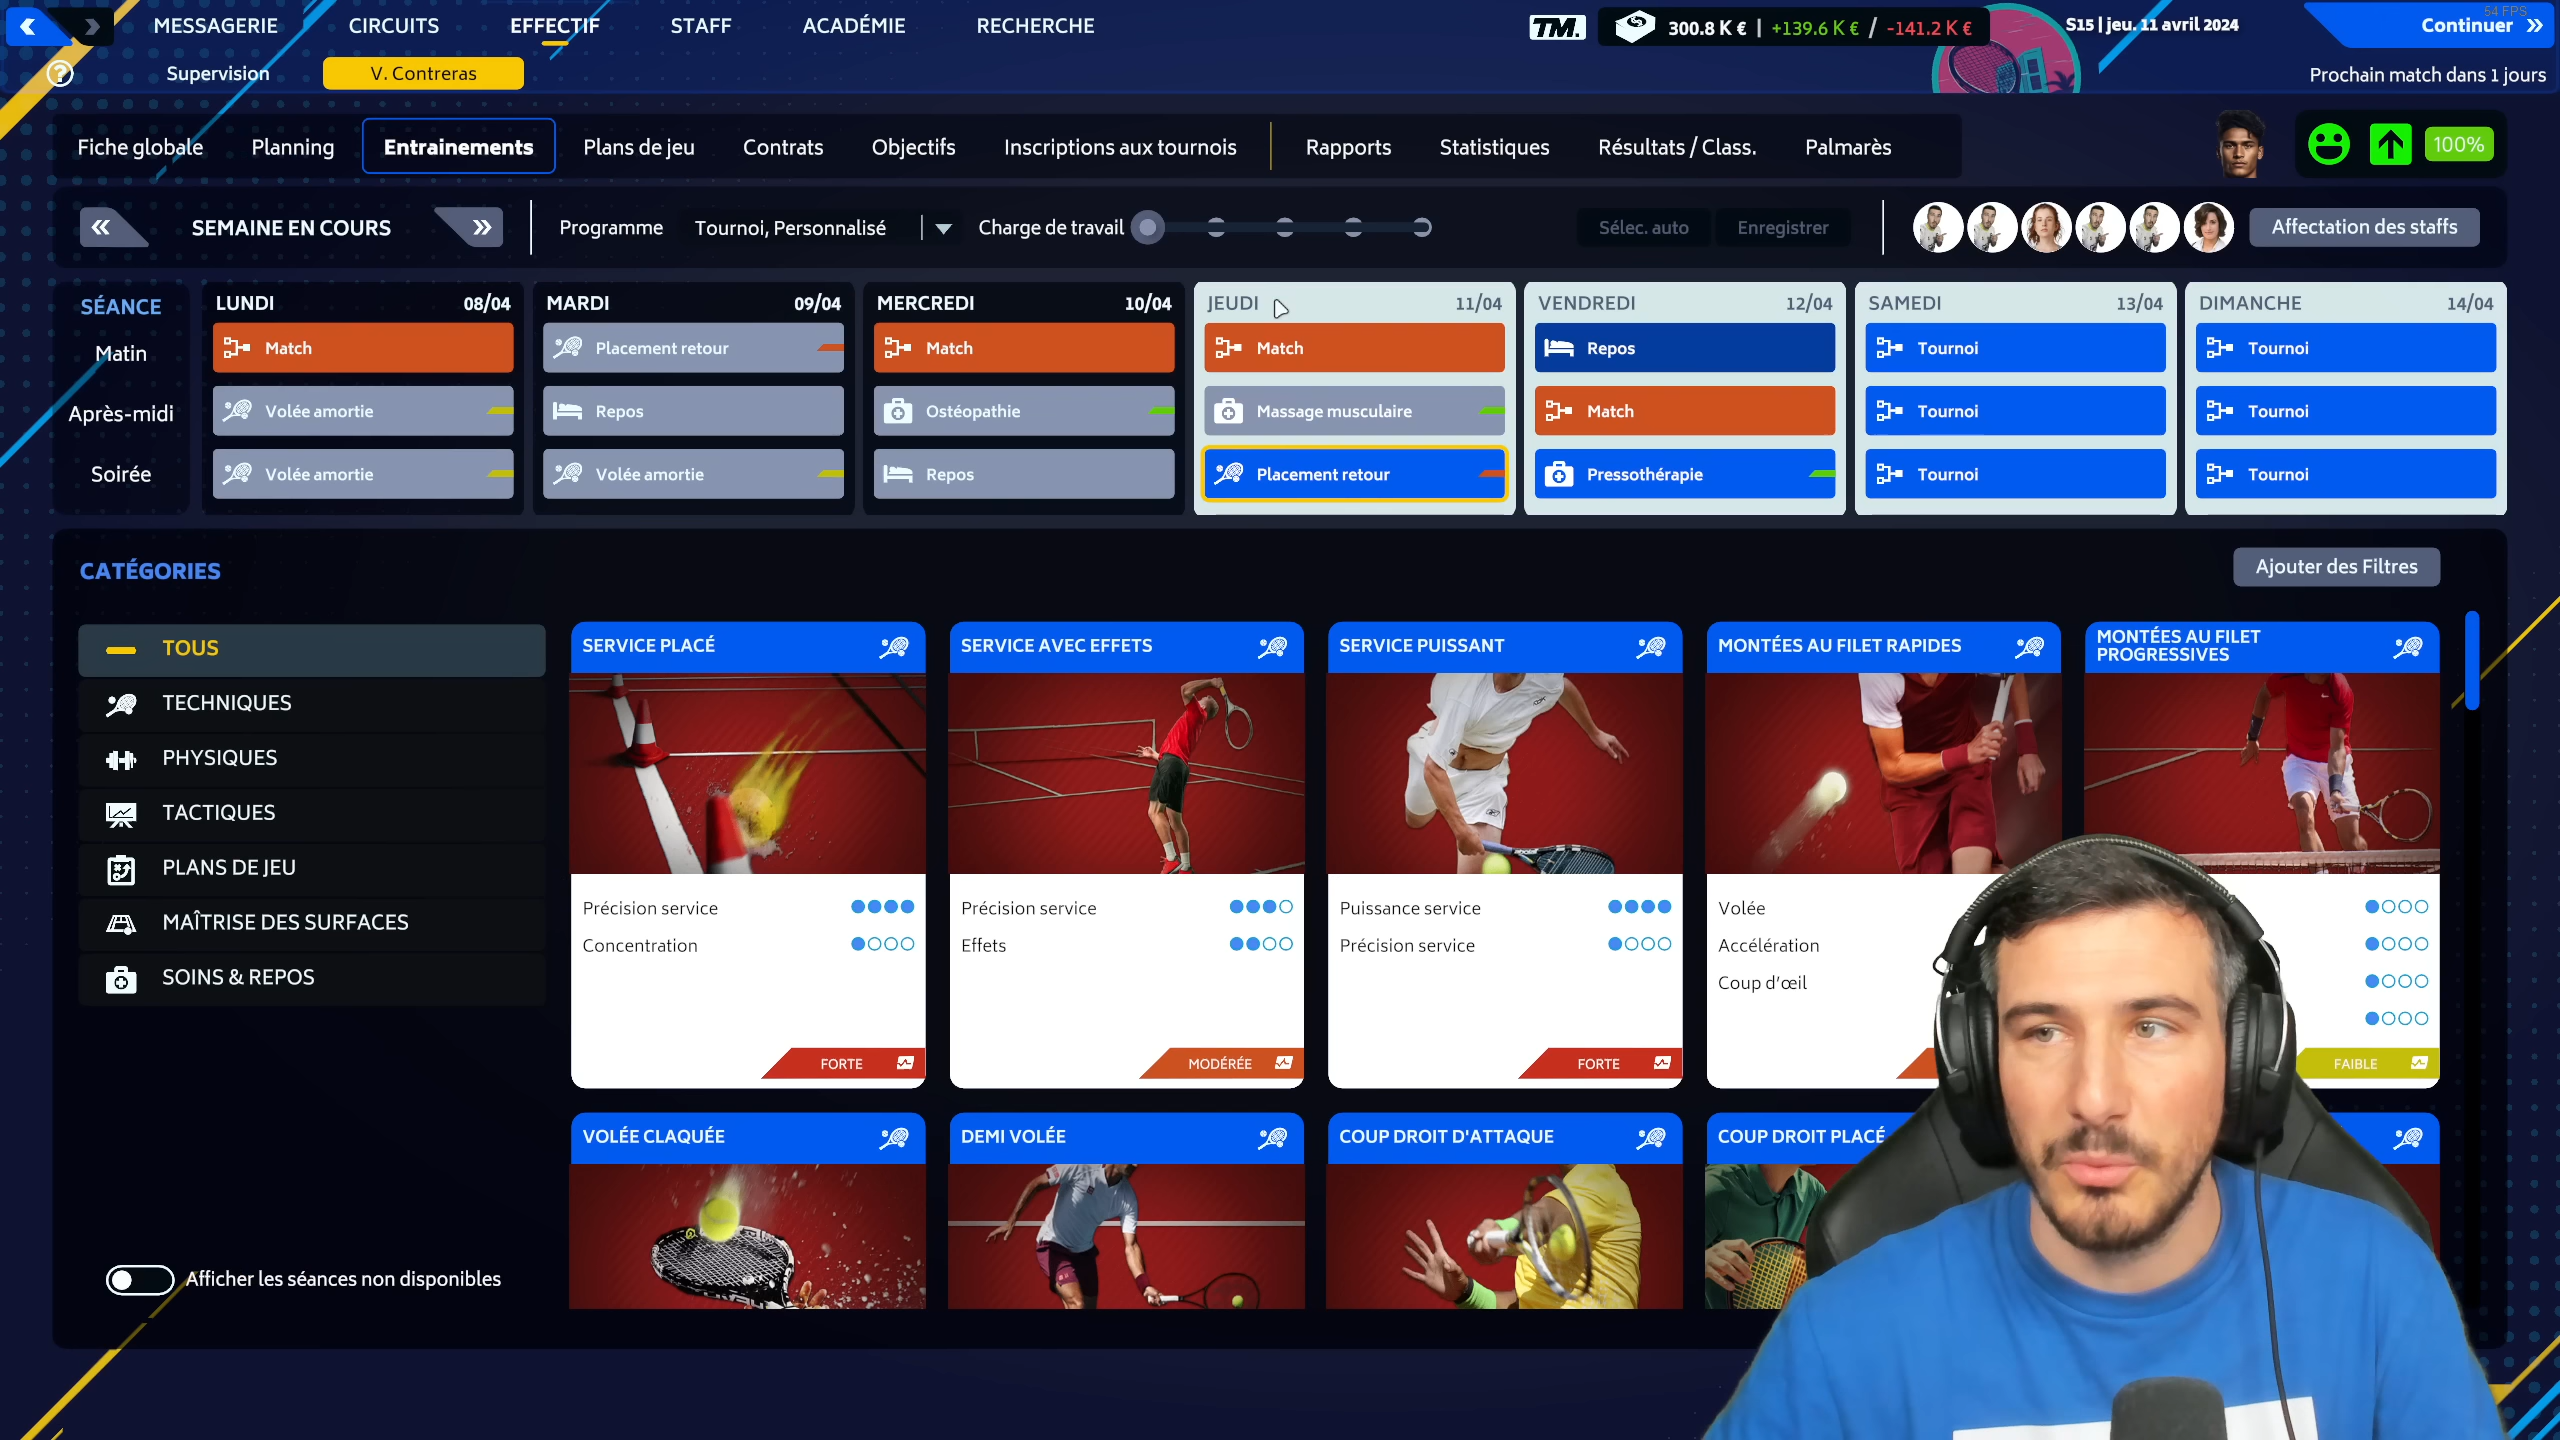 MESSAGERIE
CIRCUITS
EFFECTIF
STAFF
ACADÉMIE
RECHERCHE
TM.
300.8 K € | +139.6 K € / -141.2 K €
S15 | jeu. 11 avril 2024
54 FPS
Continuer
Supervision
V. Contreras
Prochain match dans 1 jours
Fiche globale
Planning
Entrainements
Plans de jeu
Contrats
Objectifs
Inscriptions aux tournois
Rapports
Statistiques
Résultats / Class.
Palmarès
100%
SEMAINE EN COURS
Programme
Tournoi, Personnalisé
Charge de travail
Sélec. auto
Enregistrer
Affectation des staffs
SÉANCE
LUNDI 08/04
MARDI 09/04
MERCREDI 10/04
JEUDI 11/04
VENDREDI 12/04
SAMEDI 13/04
DIMANCHE 14/04
Matin
Match
Placement retour
Match
Match
Repos
Tournoi
Tournoi
Après-midi
Volée amortie
Repos
Ostéopathie
Massage musculaire
Match
Tournoi
Tournoi
Soirée
Volée amortie
Volée amortie
Repos
Placement retour
Pressothérapie
Tournoi
Tournoi
CATÉGORIES
Ajouter des Filtres
TOUS
TECHNIQUES
PHYSIQUES
TACTIQUES
PLANS DE JEU
MAÎTRISE DES SURFACES
SOINS & REPOS
Afficher les séances non disponibles
SERVICE PLACÉ
Précision service
Concentration
FORTE
SERVICE AVEC EFFETS
Précision service
Effets
MODÉRÉE
SERVICE PUISSANT
Puissance service
Précision service
FORTE
MONTÉES AU FILET RAPIDES
Volée
Accélération
Coup d'œil
MONTÉES AU FILET
PROGRESSIVES
FAIBLE
VOLÉE CLAQUÉE
DEMI VOLÉE
COUP DROIT D'ATTAQUE
COUP DROIT PLACÉ